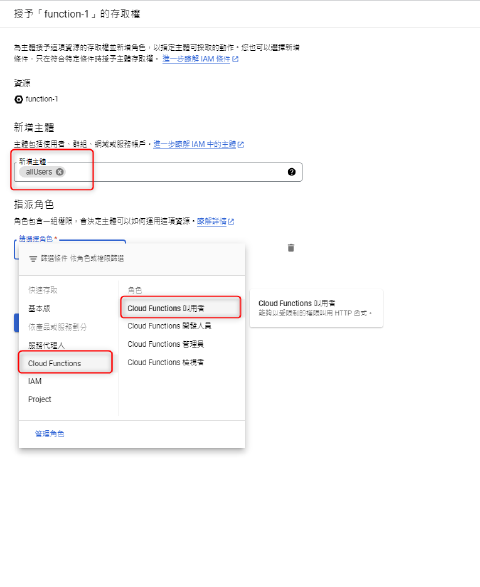 授予「function-1」的存取權
為主體授予這項資源的存取權並新增角色，以指定主體可採取的動作。您也可以選擇新增
條件，只在符合特定條件時授予主體存取權。 進一步瞭解 IAM 條件
資源
function-1
新增主體
主體包括使用者、群組、網域或服務帳戶。進一步瞭解 IAM 中的主體
新增主體
allUsers
指派角色
角色包含一組權限，會決定主體可以如何運用這項資源。瞭解詳情
請選擇角色 *
篩選條件 依角色或權限篩選
快速存取
基本版
依產品或服務劃分
服務代理人
Cloud Functions
IAM
Project
角色
Cloud Functions 叫用者
Cloud Functions 開發人員
Cloud Functions 管理員
Cloud Functions 檢視者
管理角色
Cloud Functions 叫用者
能夠以受限制的權限叫用 HTTP 函式。